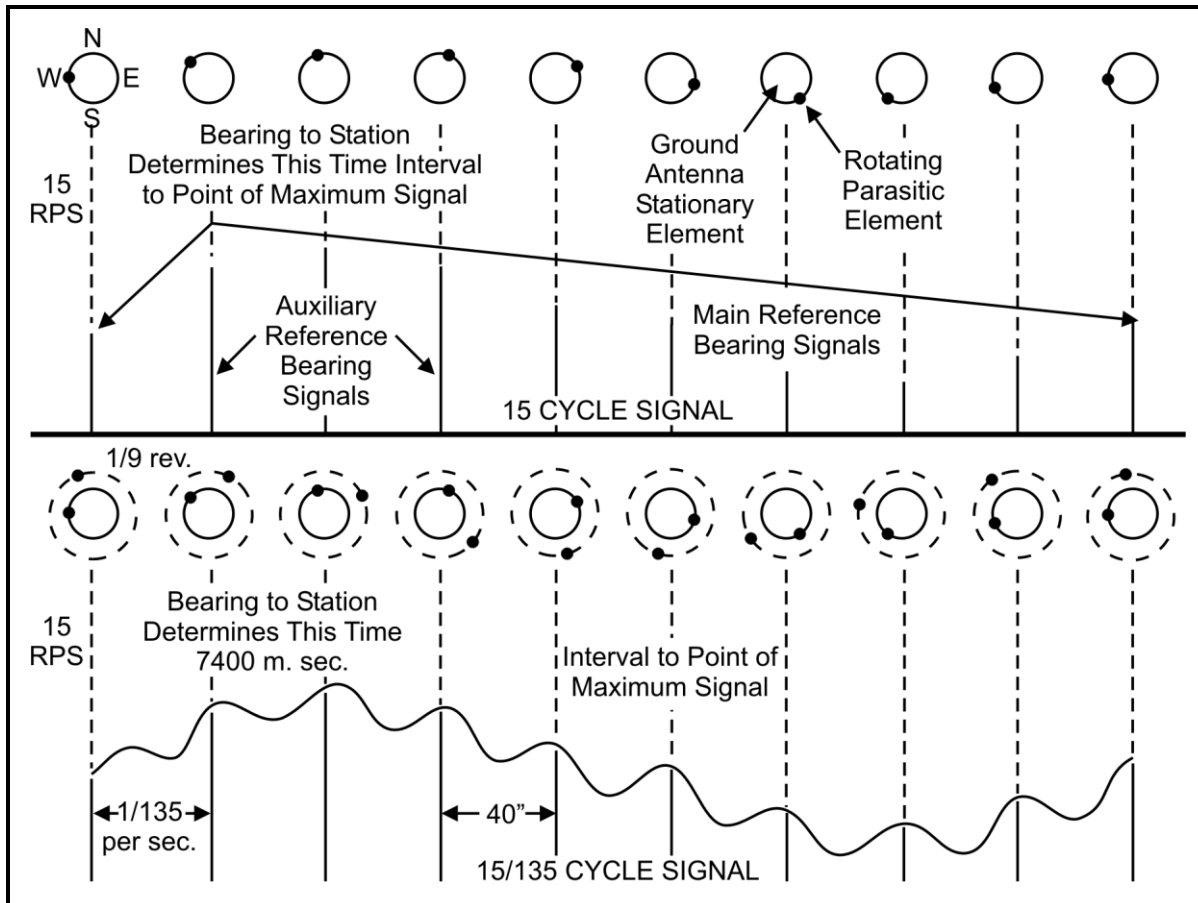 N
W E
S
15
RPS
Bearing to Station
Determines This Time Interval
to Point of Maximum Signal
Ground
Antenna
Stationary
Element
Rotating
Parasitic
Element
Auxiliary
Reference
Bearing
Signals
Main Reference
Bearing Signals
15 CYCLE SIGNAL
1/9 rev.
15
RPS
Bearing to Station
Determines This Time
7400 m. sec.
Interval to Point of
Maximum Signal
1/135
per sec.
40”
15/135 CYCLE SIGNAL